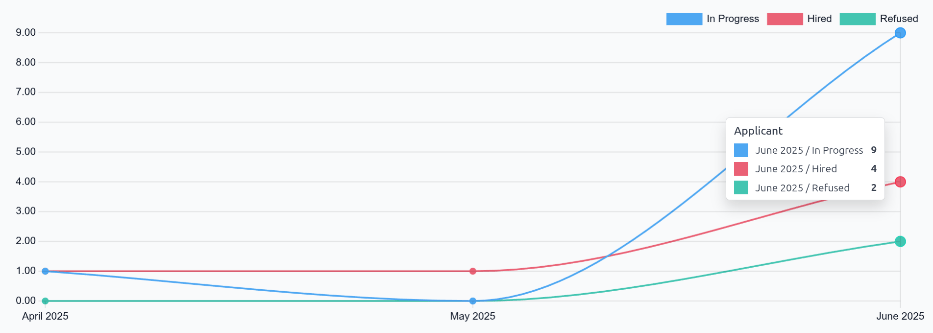 In Progress Hired Refused
9.00
8.00
7.00
6.00
5.00
4.00
3.00
2.00
1.00
0.00
Applicant
June 2025 / In Progress 9
June 2025 / Hired 4
June 2025 / Refused 2
April 2025 May 2025 June 2025